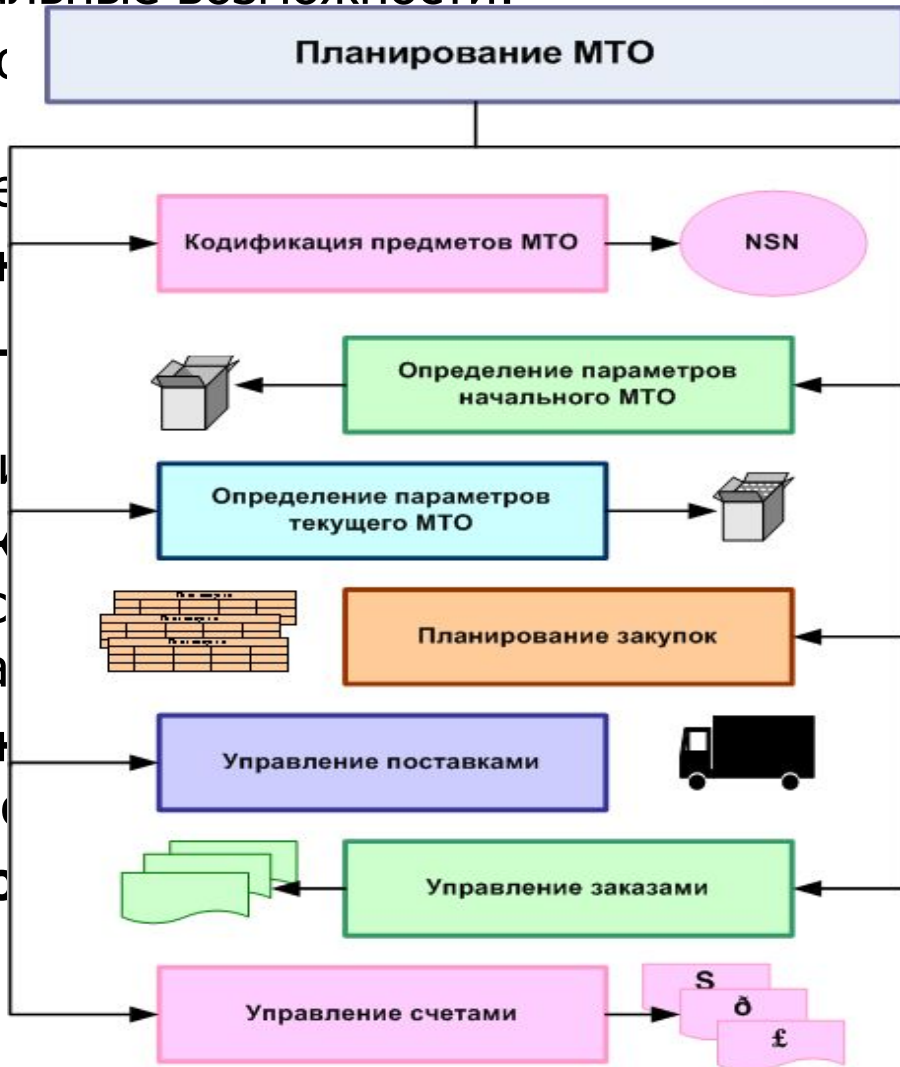 возможности:
Планирование МТО
Кодификация предметов МТО
NSN
Определение параметров
начального МТО
Определение параметров
текущего МТО
Планирование закупок
Управление поставками
Управление заказами
Управление счетами
S
ð
£